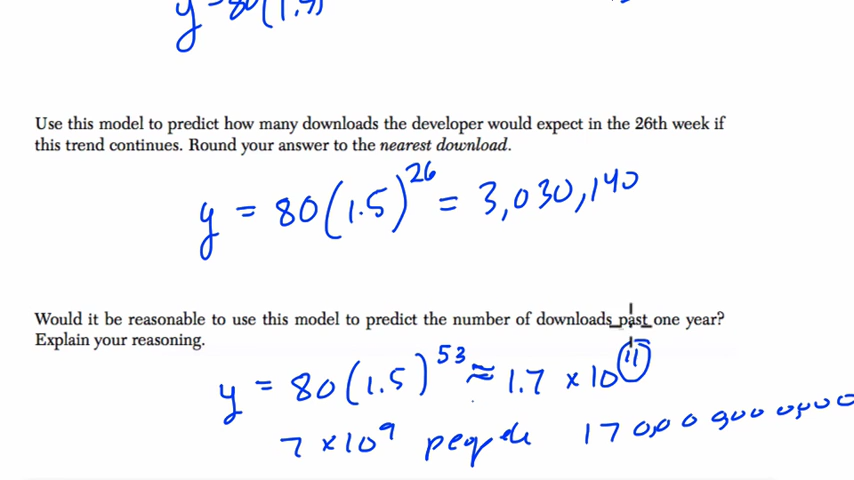 y = 80(1.5)
Use this model to predict how many downloads the developer would expect in the 26th week if
this trend continues. Round your answer to the nearest download.
y = 80(1.5)^26 = 3,030,140
Would it be reasonable to use this model to predict the number of downloads past one year?
Explain your reasoning.
y = 80(1.5)^53 ≈ 1.7 × 10^11
7 × 10^9 people